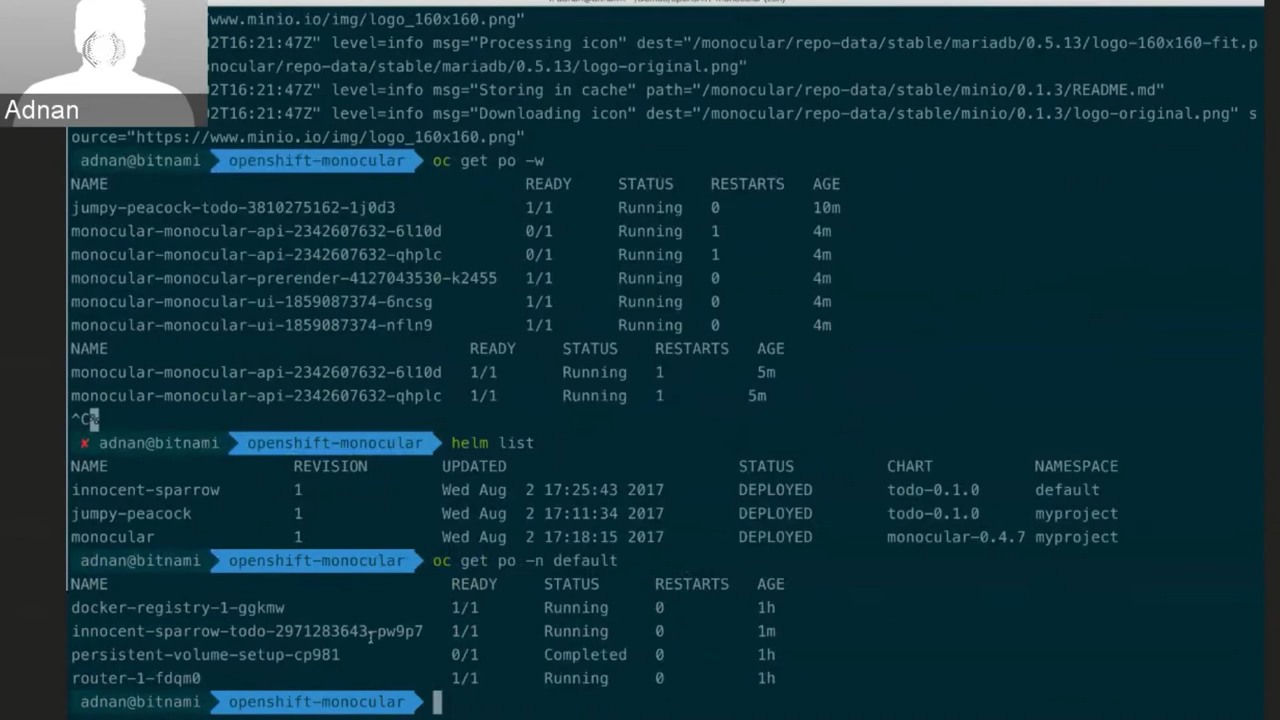 www.minio.io/img/logo_160x160.png"
2T16:21:47Z" level=info msg="Processing icon" dest="/monocular/repo-data/stable/mariadb/0.5.13/logo-160x160-fit.p
nocular/repo-data/stable/mariadb/0.5.13/logo-original.png"
2T16:21:47Z" level=info msg="Storing in cache" path="/monocular/repo-data/stable/minio/0.1.3/README.md"
2T16:21:47Z" level=info msg="Downloading icon" dest="/monocular/repo-data/stable/minio/0.1.3/logo-original.png" s
Adnan
ource="https://www.minio.io/img/logo_160x160.png"
adnan@bitnami openshift-monocular oc get po -w
NAME READY STATUS RESTARTS AGE
jumpy-peacock-todo-3810275162-1j0d3 1/1 Running 0 10m
monocular-monocular-api-2342607632-6l10d 0/1 Running 1 4m
monocular-monocular-api-2342607632-qhplc 0/1 Running 1 4m
monocular-monocular-prerender-4127043530-k2455 1/1 Running 0 4m
monocular-monocular-ui-1859087374-6ncsg 1/1 Running 0 4m
monocular-monocular-ui-1859087374-nfln9 1/1 Running 0 4m
NAME READY STATUS RESTARTS AGE
monocular-monocular-api-2342607632-6l10d 1/1 Running 1 5m
monocular-monocular-api-2342607632-qhplc 1/1 Running 1 5m
^C%
✘ adnan@bitnami openshift-monocular helm list
NAME REVISION UPDATED STATUS CHART NAMESPACE
innocent-sparrow 1 Wed Aug 2 17:25:43 2017 DEPLOYED todo-0.1.0 default
jumpy-peacock 1 Wed Aug 2 17:11:34 2017 DEPLOYED todo-0.1.0 myproject
monocular 1 Wed Aug 2 17:18:15 2017 DEPLOYED monocular-0.4.7 myproject
adnan@bitnami openshift-monocular oc get po -n default
NAME READY STATUS RESTARTS AGE
docker-registry-1-ggkmw 1/1 Running 0 1h
innocent-sparrow-todo-2971283643-pw9p7 1/1 Running 0 1m
persistent-volume-setup-cp981 0/1 Completed 0 1h
router-1-fdqm0 1/1 Running 0 1h
adnan@bitnami openshift-monocular